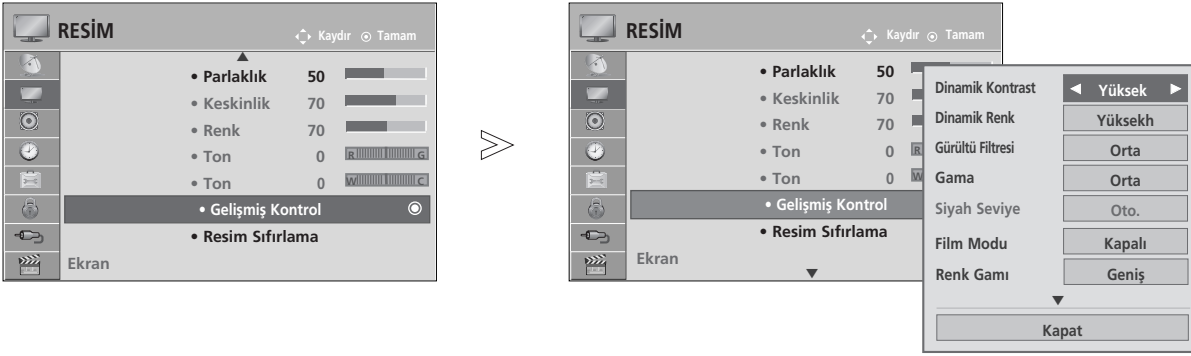 RESİM
Kaydır Tamam
• Parlaklık 50
• Keskinlik 70
• Renk 70
• Ton 0 R G
• Ton 0 W C
• Gelişmiş Kontrol
• Resim Sıfırlama
Ekran
RESİM
Kaydır Tamam
• Parlaklık 50
• Keskinlik 70
• Renk 70
• Ton 0 R
• Ton 0 W
• Gelişmiş Kontrol
• Resim Sıfırlama
Ekran
Dinamik Kontrast Yüksek
Dinamik Renk Yüksekh
Gürültü Filtresi Orta
Gama Orta
Siyah Seviye Oto.
Film Modu Kapalı
Renk Gamı Geniş
Kapat